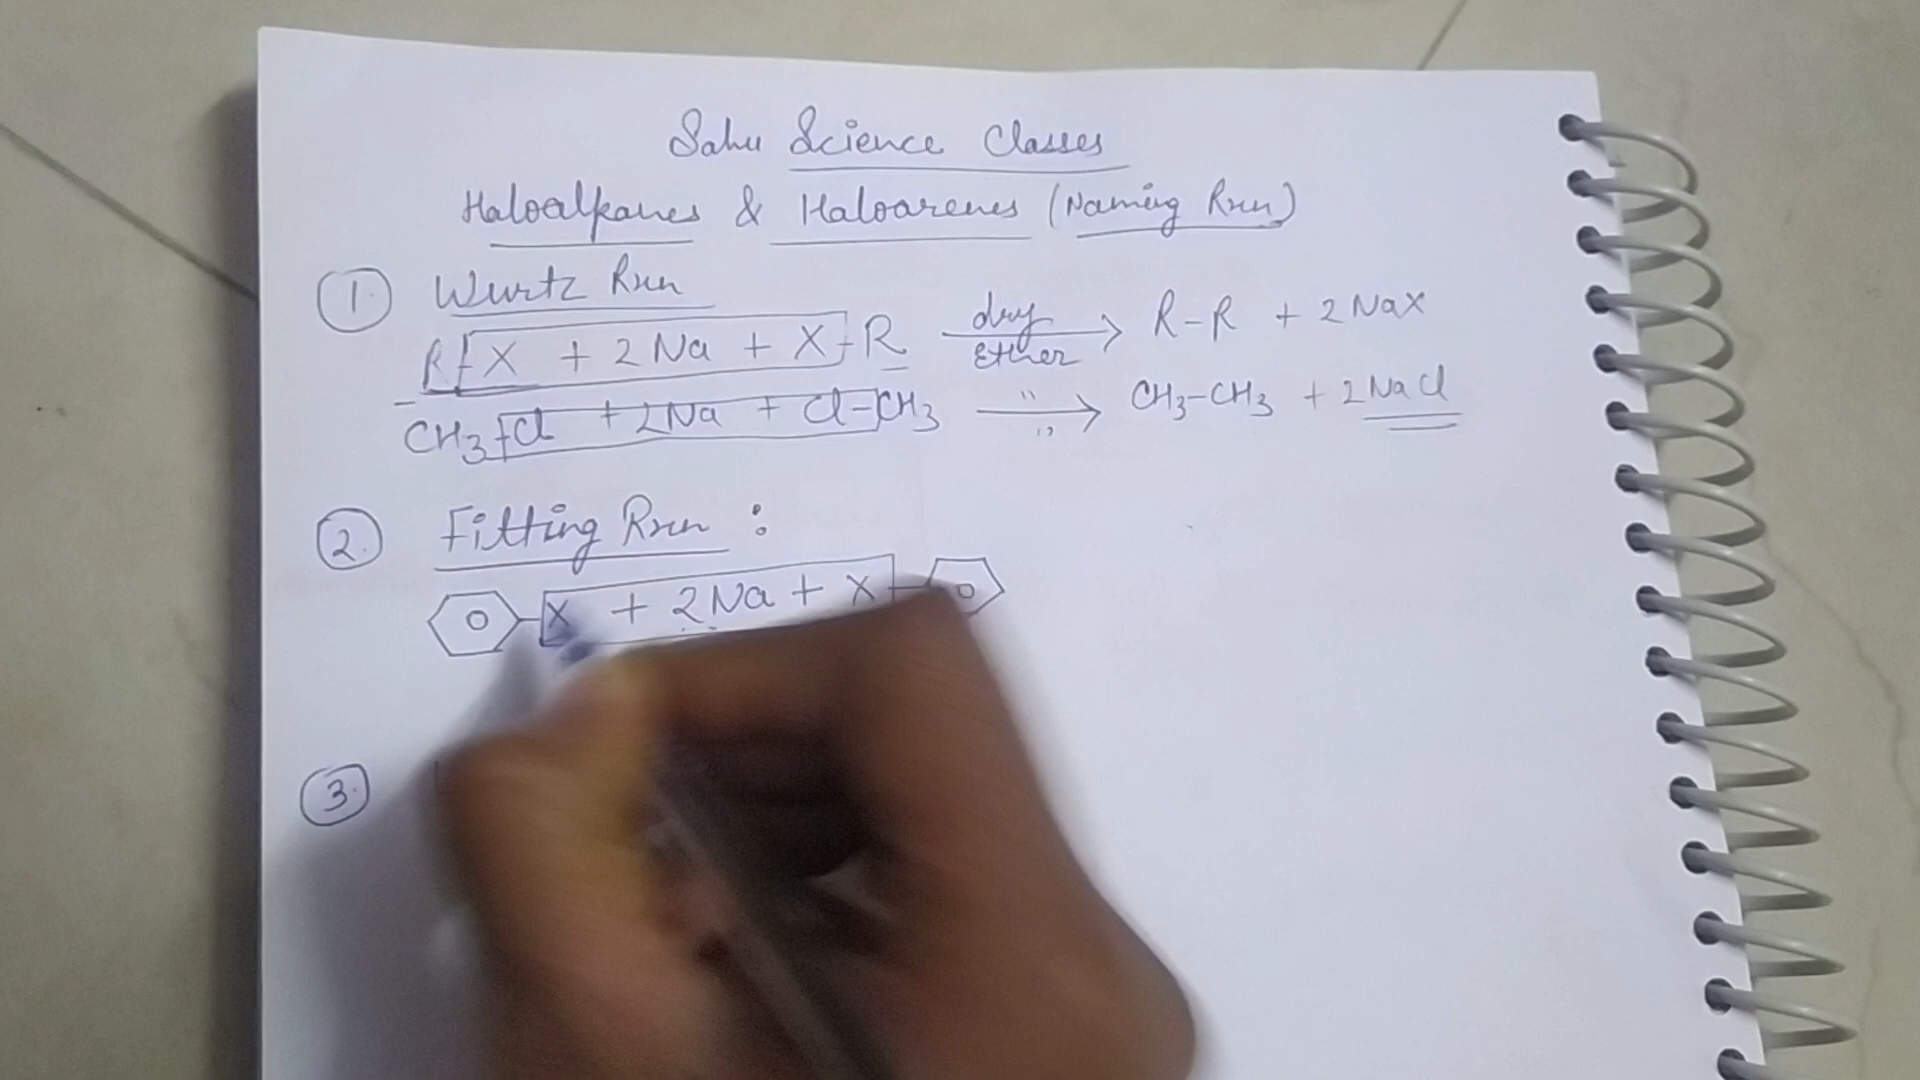 Sahu Science Classes
Haloalkanes & Haloarenes (Naming Rxn)
1. Wurtz Rxn
R-X + 2Na + X-R dry Ether → R-R + 2NaX
CH3-Cl + 2Na + Cl-CH3 " → " CH3-CH3 + 2NaCl
2. Fitting Rxn :
X + 2Na + X
3.